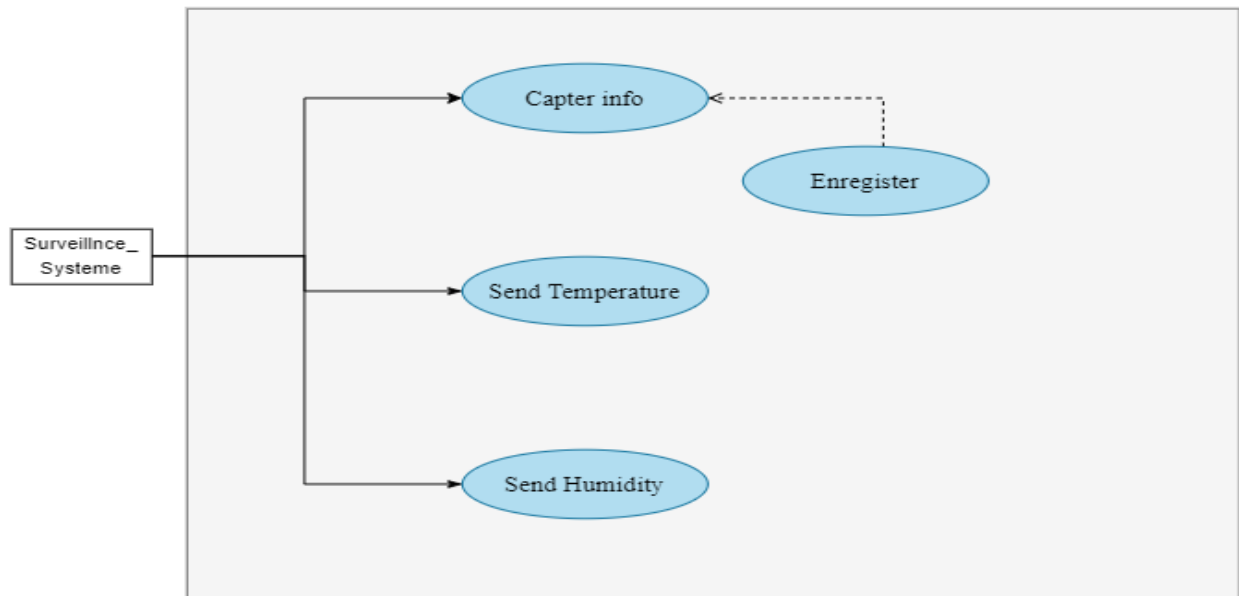 Capter info
Enregister
Surveillnce_
Systeme
Send Temperature
Send Humidity